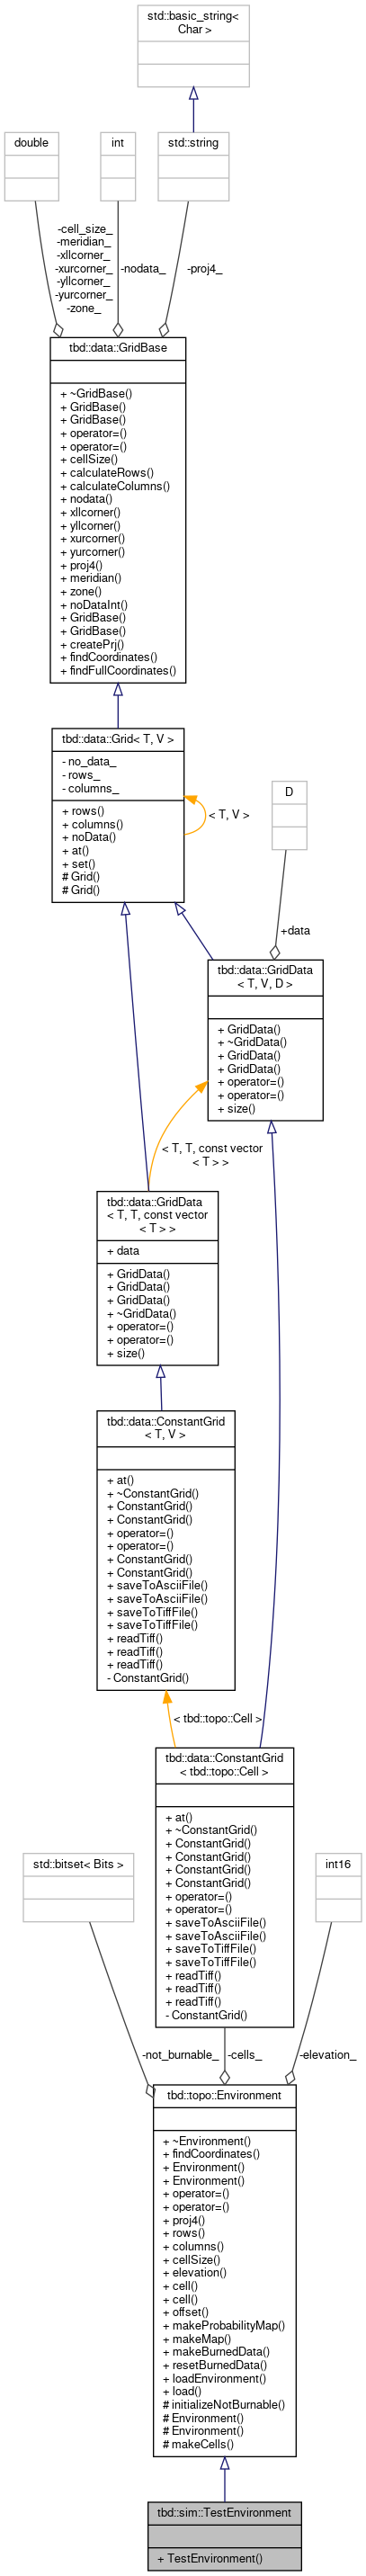 std::basic_string<
Char >
double
int
std::string
-cell_size_
-meridian_
-xllcorner_
-xurcorner_
-yllcorner_
-yurcorner_
-zone_
-nodata_
-proj4_
tbd::data::GridBase
+ ~GridBase()
+ GridBase()
+ GridBase()
+ operator=()
+ operator=()
+ cellSize()
+ calculateRows()
+ calculateColumns()
+ nodata()
+ xllcorner()
+ yllcorner()
+ xurcorner()
+ yurcorner()
+ proj4()
+ meridian()
+ zone()
+ noDataInt()
+ GridBase()
+ GridBase()
+ createPrj()
+ findCoordinates()
+ findFullCoordinates()
tbd::data::Grid< T, V >
- no_data_
- rows_
- columns_
+ rows()
+ columns()
+ noData()
+ at()
+ set()
# Grid()
# Grid()
< T, V >
D
+data
tbd::data::GridData
< T, V, D >
+ GridData()
+ ~GridData()
+ GridData()
+ GridData()
+ operator=()
+ operator=()
+ size()
< T, T, const vector
< T > >
tbd::data::GridData
< T, T, const vector
< T > >
+ data
+ GridData()
+ GridData()
+ GridData()
+ ~GridData()
+ operator=()
+ operator=()
+ size()
tbd::data::ConstantGrid
< T, V >
+ at()
+ ~ConstantGrid()
+ ConstantGrid()
+ ConstantGrid()
+ operator=()
+ operator=()
+ ConstantGrid()
+ ConstantGrid()
+ saveToAsciiFile()
+ saveToAsciiFile()
+ saveToTiffFile()
+ saveToTiffFile()
+ readTiff()
+ readTiff()
+ readTiff()
- ConstantGrid()
< tbd::topo::Cell >
tbd::data::ConstantGrid
< tbd::topo::Cell >
+ at()
+ ~ConstantGrid()
+ ConstantGrid()
+ ConstantGrid()
+ ConstantGrid()
+ ConstantGrid()
+ operator=()
+ operator=()
+ saveToAsciiFile()
+ saveToAsciiFile()
+ saveToTiffFile()
+ saveToTiffFile()
+ readTiff()
+ readTiff()
+ readTiff()
- ConstantGrid()
std::bitset< Bits >
int16
-not_burnable_
-cells_
-elevation_
tbd::topo::Environment
+ ~Environment()
+ findCoordinates()
+ Environment()
+ Environment()
+ operator=()
+ operator=()
+ proj4()
+ rows()
+ columns()
+ cellSize()
+ elevation()
+ cell()
+ cell()
+ offset()
+ makeProbabilityMap()
+ makeMap()
+ makeBurnedData()
+ resetBurnedData()
+ loadEnvironment()
+ load()
# initializeNotBurnable()
# Environment()
# Environment()
# makeCells()
tbd::sim::TestEnvironment
+ TestEnvironment()